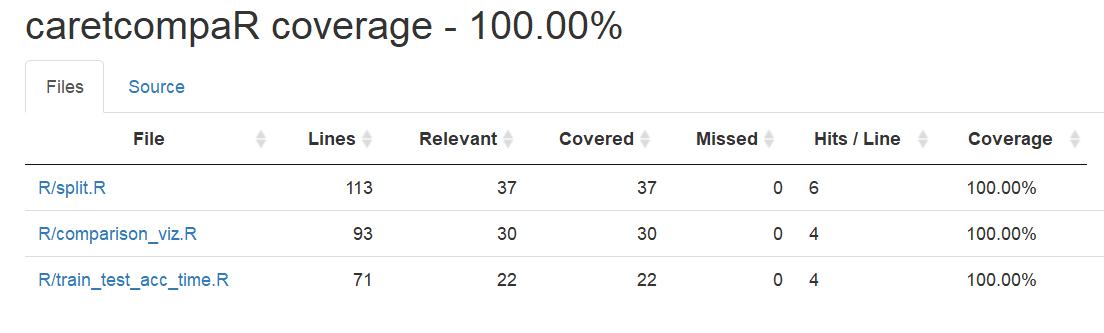 caretcompaR coverage - 100.00%
Files Source
File Lines Relevant Covered Missed Hits / Line Coverage
R/split.R 113 37 37 0 6 100.00%
R/comparison_viz.R 93 30 30 0 4 100.00%
R/train_test_acc_time.R 71 22 22 0 4 100.00%